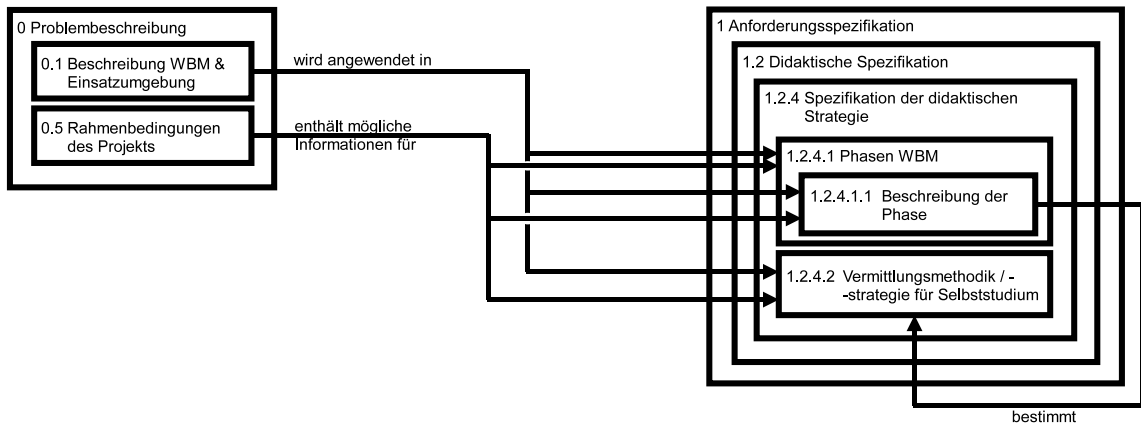 0 Problembeschreibung
0.1 Beschreibung WBM &
Einsatzumgebung
0.5 Rahmenbedingungen
des Projekts
wird angewendet in
enthält mögliche
Informationen für
1 Anforderungsspezifikation
1.2 Didaktische Spezifikation
1.2.4 Spezifikation der didaktischen
Strategie
1.2.4.1 Phasen WBM
1.2.4.1.1 Beschreibung der
Phase
1.2.4.2 Vermittlungsmethodik / -
-strategie für Selbststudium
bestimmt